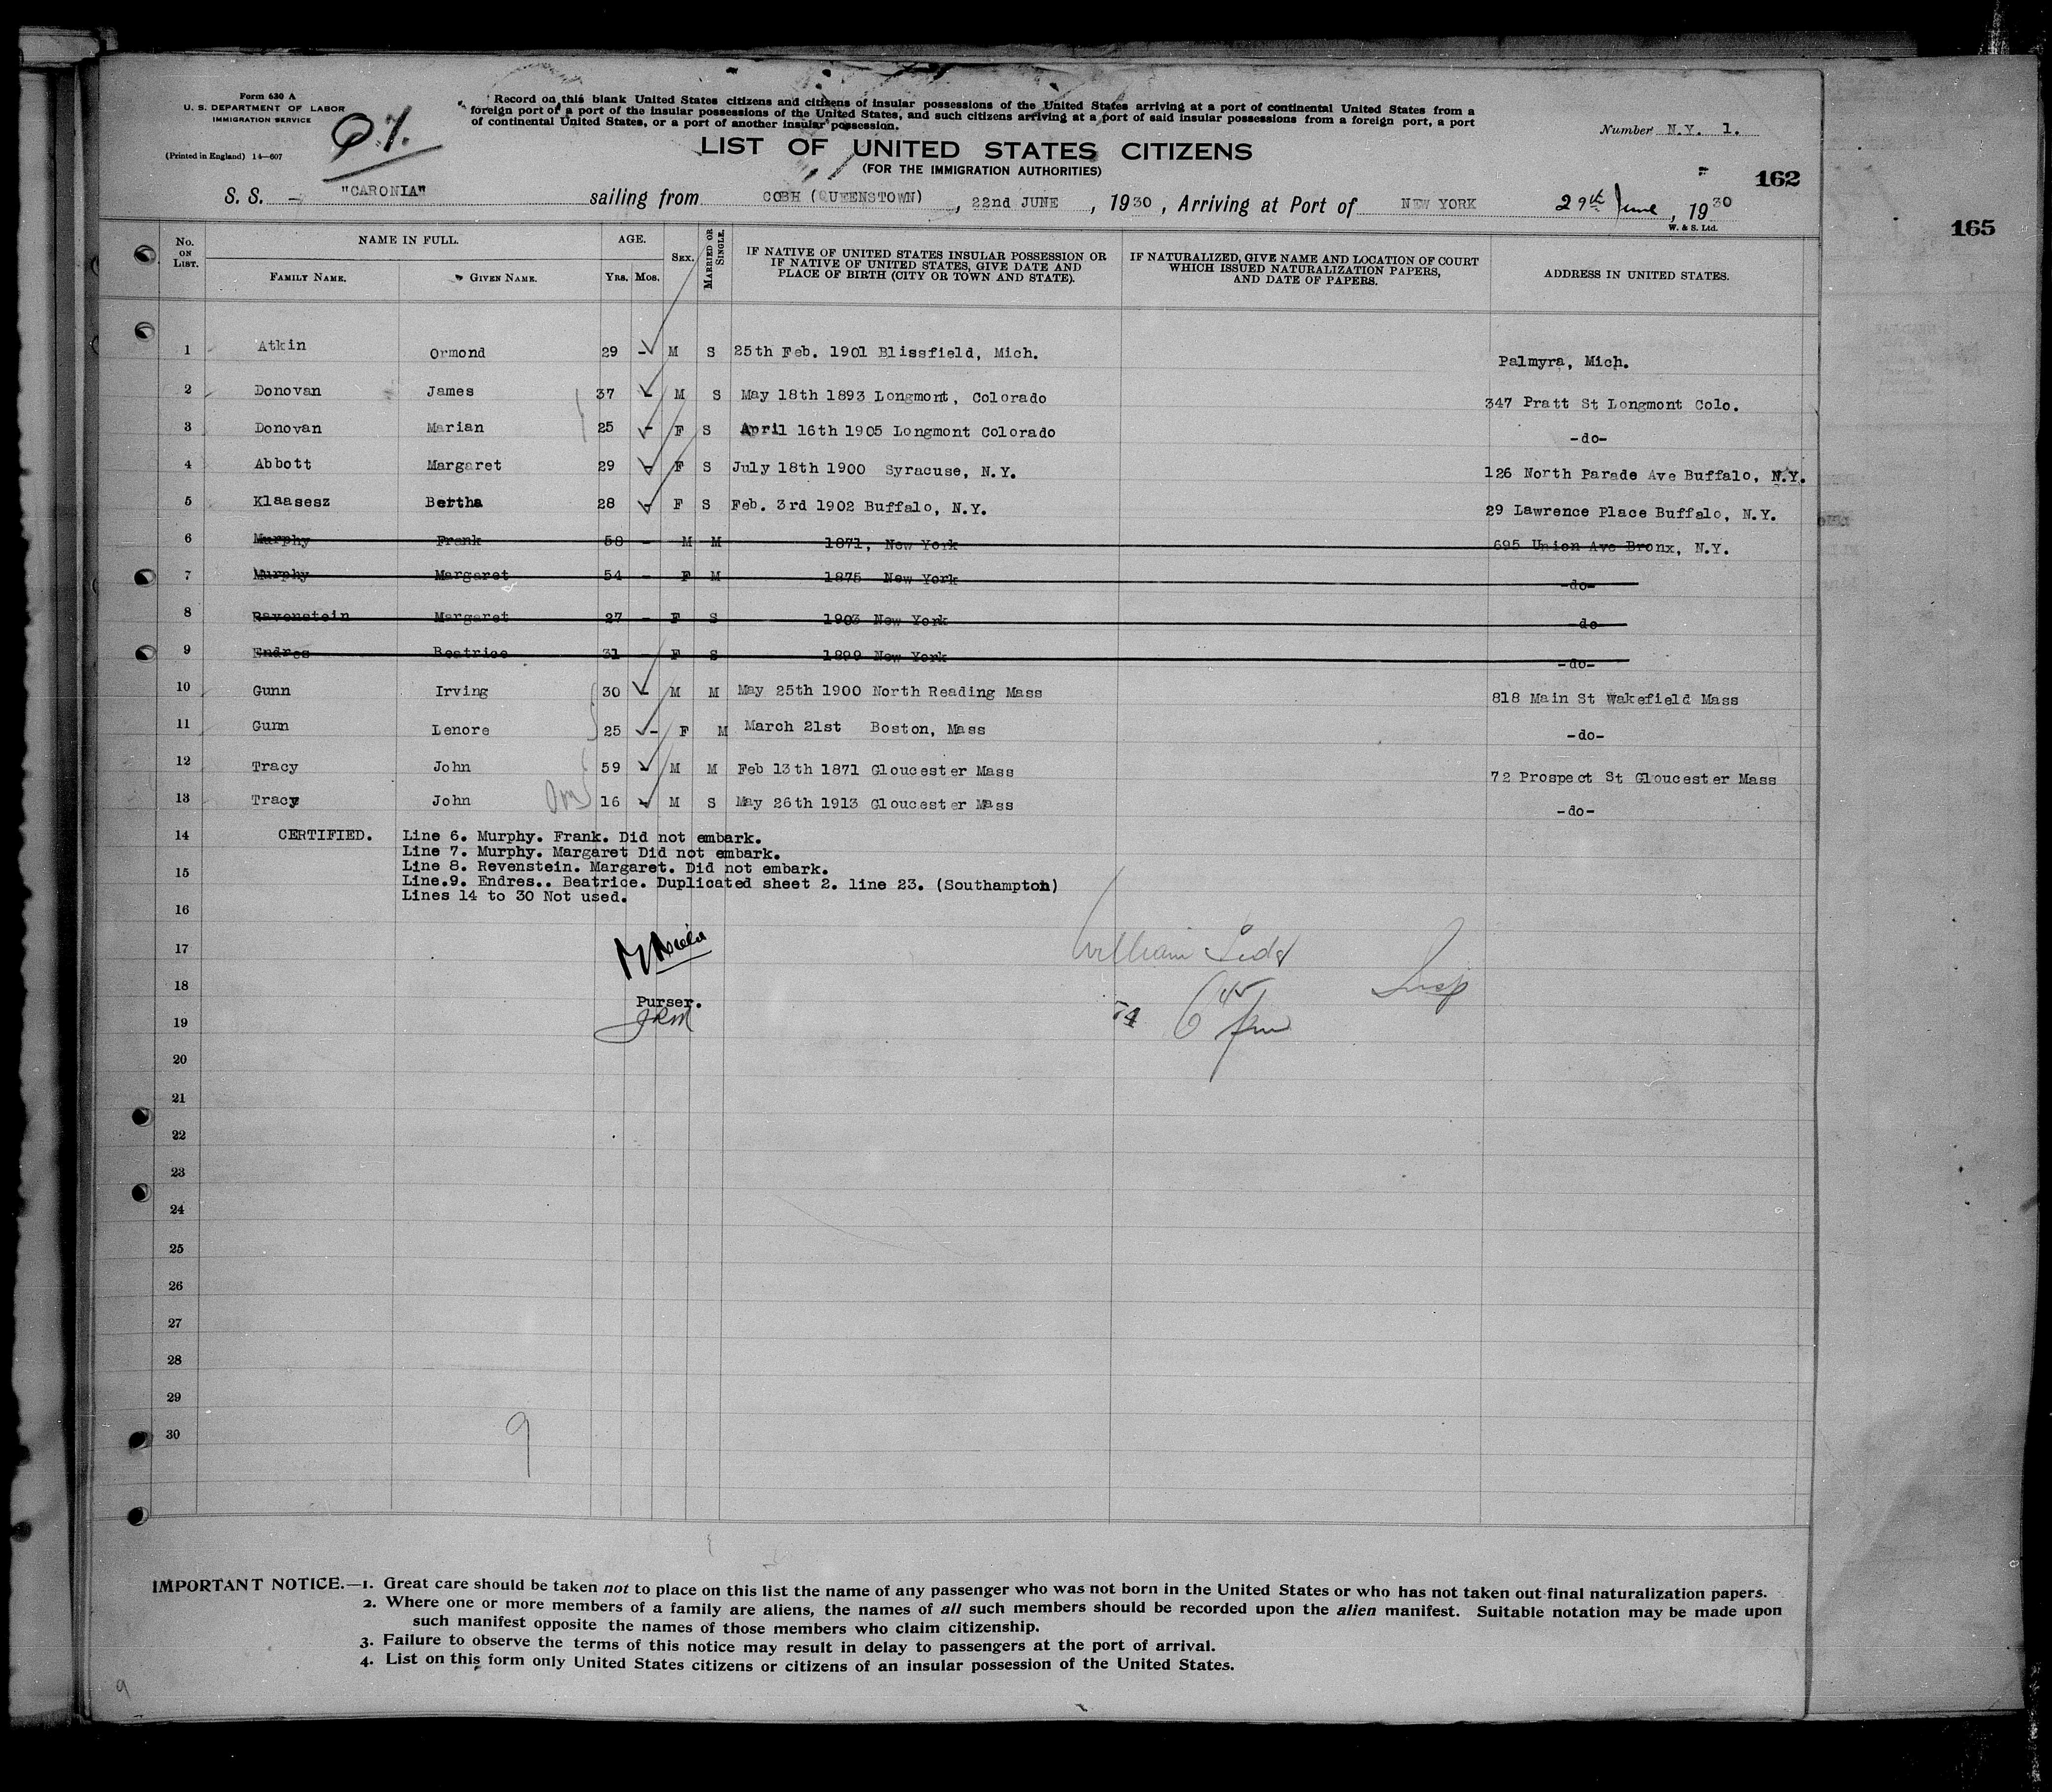 Form 630 A
U. S. DEPARTMENT OF LABOR
IMMIGRATION SERVICE
(Printed in England) 14—607
Record on this blank United States citizens and citizens of insular possessions of the United States arriving at a port of continental United States from a
foreign port of a port of the insular possessions of the United States, and such citizens arriving at a port of said insular possessions from a foreign port, a port
of continental United States, or a port of another insular possession.
Number N.Y. 1.
LIST OF UNITED STATES CITIZENS
(FOR THE IMMIGRATION AUTHORITIES)
162
165
S. S. "CARONIA" sailing from COBH (QUEENSTOWN), 22nd JUNE, 1930, Arriving at Port of NEW YORK 29th June, 1930
W. & S. Ltd.
No. ON LIST. NAME IN FULL. AGE. SEX. MARRIED OR SINGLE. IF NATIVE OF UNITED STATES INSULAR POSSESSION OR IF NATIVE OF UNITED STATES, GIVE DATE AND PLACE OF BIRTH (CITY OR TOWN AND STATE). IF NATURALIZED, GIVE NAME AND LOCATION OF COURT WHICH ISSUED NATURALIZATION PAPERS, AND DATE OF PAPERS. ADDRESS IN UNITED STATES.
FAMILY NAME. GIVEN NAME. YRS. MOS.
1 Atkin Ormond 29 - M S 25th Feb. 1901 Blissfield, Mich. Palmyra, Mich.
2 Donovan James 37 - M S May 18th 1893 Longmont, Colorado 347 Pratt St Longmont Colo.
3 Donovan Marian 25 - F S April 16th 1905 Longmont Colorado -do-
4 Abbott Margaret 29 - F S July 18th 1900 Syracuse, N.Y. 126 North Parade Ave Buffalo, N.Y.
5 Klaasesz Bertha 28 - F S Feb. 3rd 1902 Buffalo, N.Y. 29 Lawrence Place Buffalo, N.Y.
6 Murphy Frank 58 - M M 1871, New York 695 Union Ave Bronx, N.Y.
7 Murphy Margaret 54 - F M 1875 New York -do-
8 Ravenstein Margaret 27 - F S 1903 New York -do-
9 Endres Beatrice 31 - F S 1899 New York -do-
10 Gunn Irving 30 - M M May 25th 1900 North Reading Mass 818 Main St Wakefield Mass
11 Gunn Lenore 25 - F M March 21st Boston, Mass -do-
12 Tracy John 59 - M M Feb 13th 1871 Gloucester Mass 72 Prospect St Gloucester Mass
13 Tracy John 16 - M S May 26th 1913 Gloucester Mass -do-
14 CERTIFIED. Line 6. Murphy. Frank. Did not embark.
Line 7. Murphy. Margaret Did not embark.
15 Line 8. Revenstein. Margaret. Did not embark.
Line.9. Endres.. Beatrice. Duplicated sheet 2. line 23. (Southampton)
Lines 14 to 30 Not used.
16
17 William
18 Purser. Insp
19 JRM 74 6 45 Pm
20
21
22
23
24
25
26
27
28
29
30
9
IMPORTANT NOTICE.—1. Great care should be taken not to place on this list the name of any passenger who was not born in the United States or who has not taken out final naturalization papers.
2. Where one or more members of a family are aliens, the names of all such members should be recorded upon the alien manifest. Suitable notation may be made upon
such manifest opposite the names of those members who claim citizenship.
3. Failure to observe the terms of this notice may result in delay to passengers at the port of arrival.
4. List on this form only United States citizens or citizens of an insular possession of the United States.
9